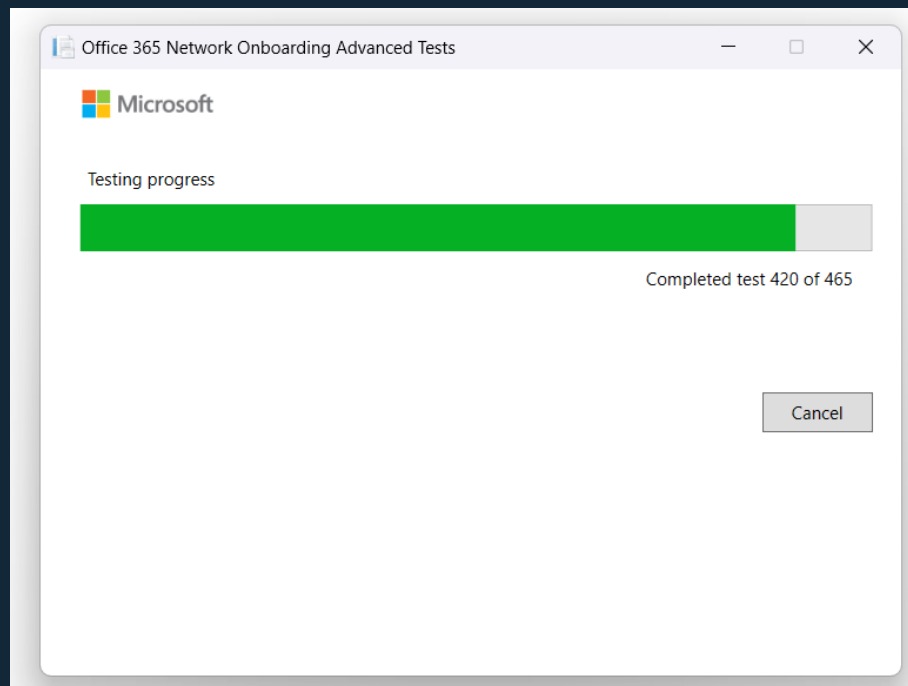 Office 365 Network Onboarding Advanced Tests
Microsoft
Testing progress
Completed test 420 of 465
Cancel